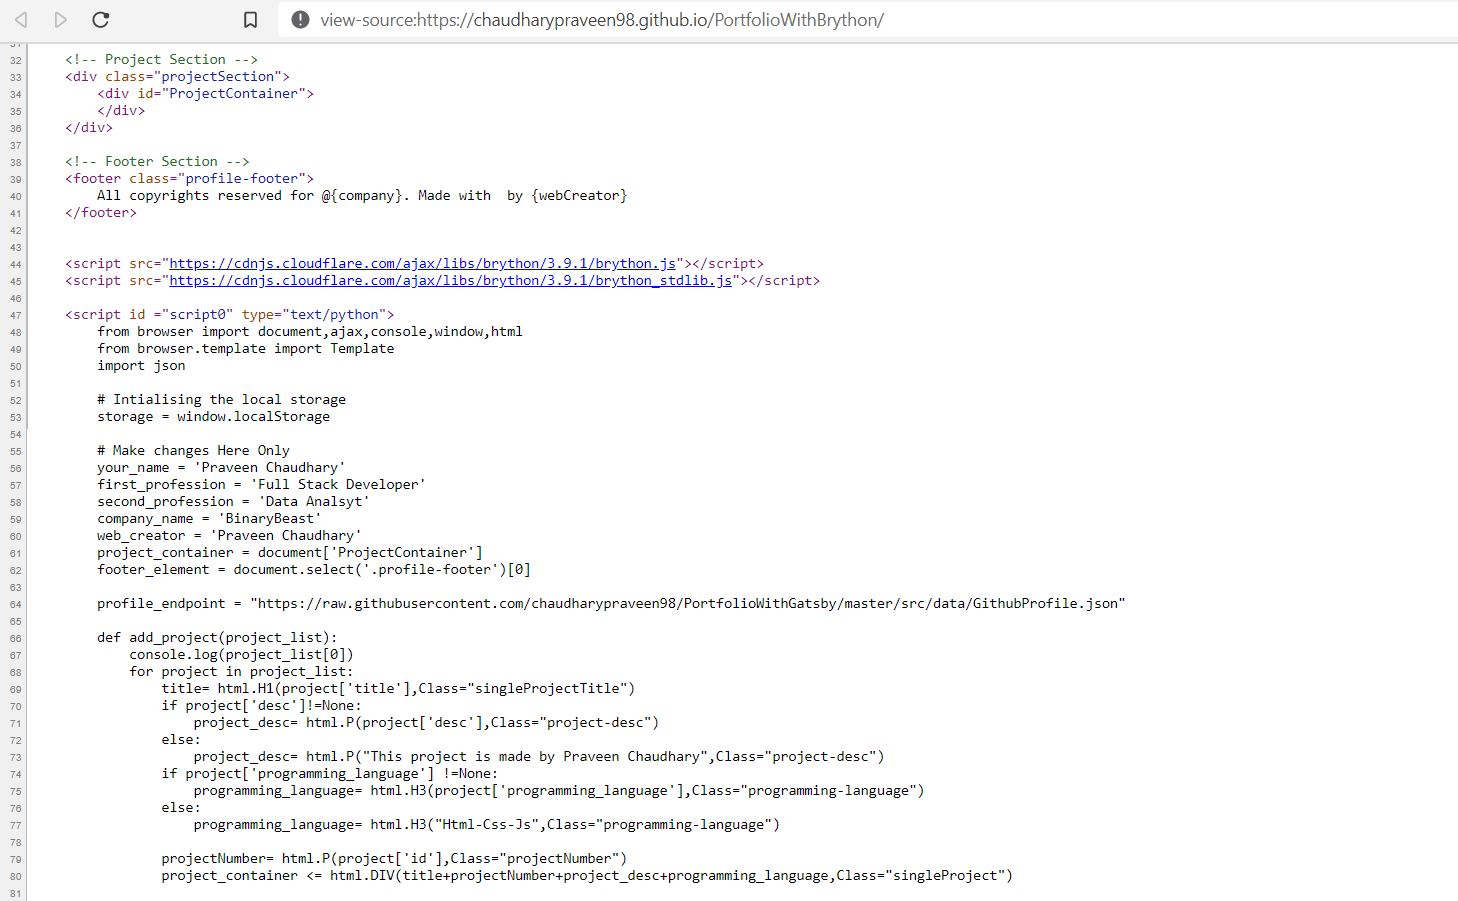 view-source:https://chaudharypraveen98.github.io/PortfolioWithBrython/
31
32 <!-- Project Section -->
33 <div class="projectSection">
34 <div id="ProjectContainer">
35 </div>
36 </div>
37
38 <!-- Footer Section -->
39 <footer class="profile-footer">
40 All copyrights reserved for @{company}. Made with  by {webCreator}
41 </footer>
42
43
44 <script src="https://cdnjs.cloudflare.com/ajax/libs/brython/3.9.1/brython.js"></script>
45 <script src="https://cdnjs.cloudflare.com/ajax/libs/brython/3.9.1/brython_stdlib.js"></script>
46
47 <script id ="script0" type="text/python">
48 from browser import document,ajax,console,window,html
49 from browser.template import Template
50 import json
51
52 # Intialising the local storage
53 storage = window.localStorage
54
55 # Make changes Here Only
56 your_name = 'Praveen Chaudhary'
57 first_profession = 'Full Stack Developer'
58 second_profession = 'Data Analsyt'
59 company_name = 'BinaryBeast'
60 web_creator = 'Praveen Chaudhary'
61 project_container = document['ProjectContainer']
62 footer_element = document.select('.profile-footer')[0]
63
64 profile_endpoint = "https://raw.githubusercontent.com/chaudharypraveen98/PortfolioWithGatsby/master/src/data/GithubProfile.json"
65
66 def add_project(project_list):
67 console.log(project_list[0])
68 for project in project_list:
69 title= html.H1(project['title'],Class="singleProjectTitle")
70 if project['desc']!=None:
71 project_desc= html.P(project['desc'],Class="project-desc")
72 else:
73 project_desc= html.P("This project is made by Praveen Chaudhary",Class="project-desc")
74 if project['programming_language'] !=None:
75 programming_language= html.H3(project['programming_language'],Class="programming-language")
76 else:
77 programming_language= html.H3("Html-Css-Js",Class="programming-language")
78
79 projectNumber= html.P(project['id'],Class="projectNumber")
80 project_container <= html.DIV(title+projectNumber+project_desc+programming_language,Class="singleProject")
81